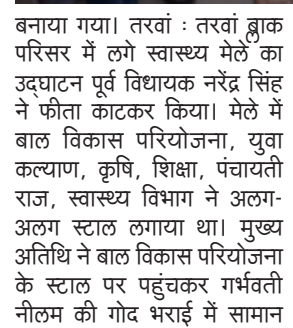 बनाया गया। तरवां : तरवां ब्लाक
परिसर में लगे स्वास्थ्य मेले का
उद्घाटन पूर्व विधायक नरेंद्र सिंह
ने फीता काटकर किया। मेले में
बाल विकास परियोजना, युवा
कल्याण, कृषि, शिक्षा, पंचायती
राज, स्वास्थ्य विभाग ने अलग-
अलग स्टाल लगाया था। मुख्य
अतिथि ने बाल विकास परियोजना
के स्टाल पर पहुंचकर गर्भवती
नीलम की गोद भराई में सामान